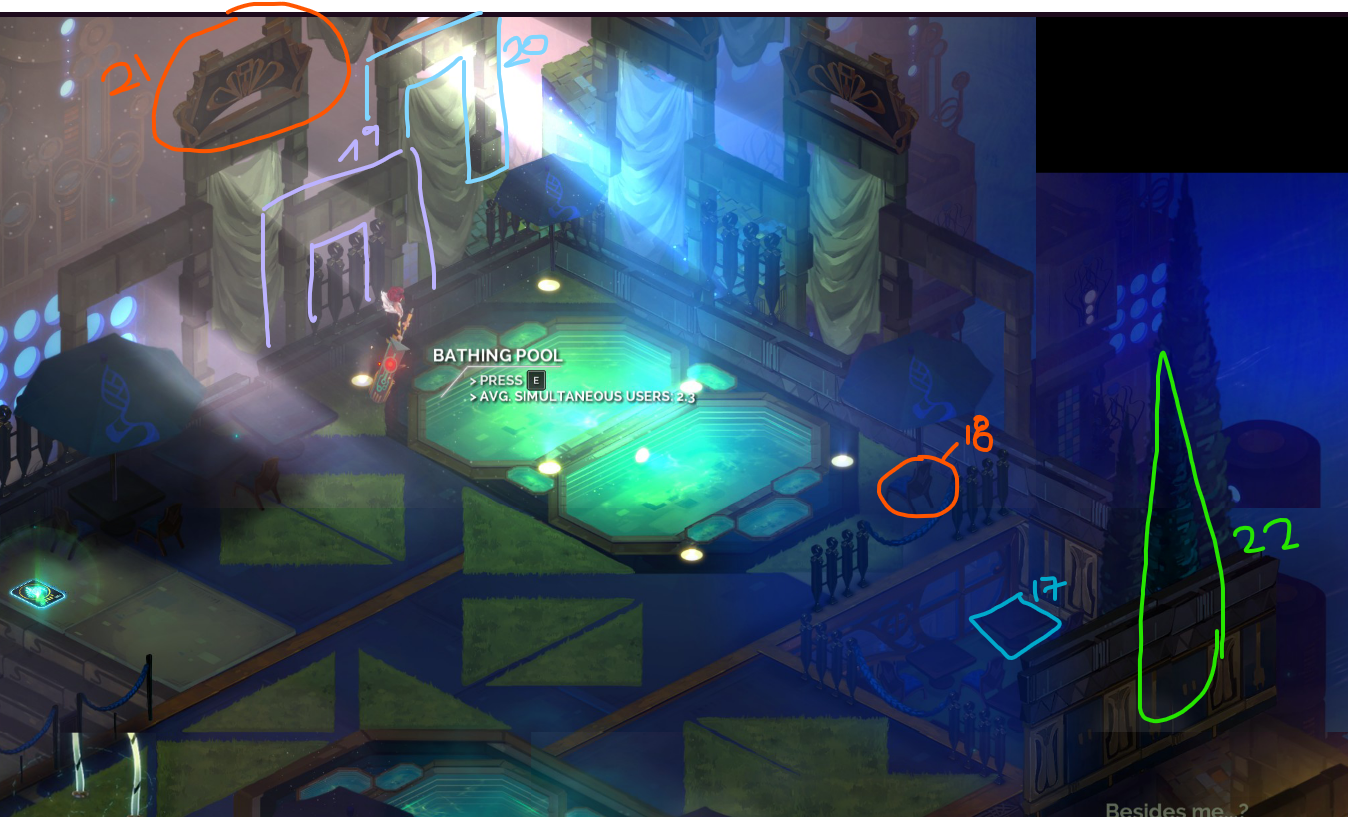 21
20
19
BATHING POOL
> PRESS E
> AVG. SIMULTANEOUS USERS: 2.3
18
22
17
Besides me...?